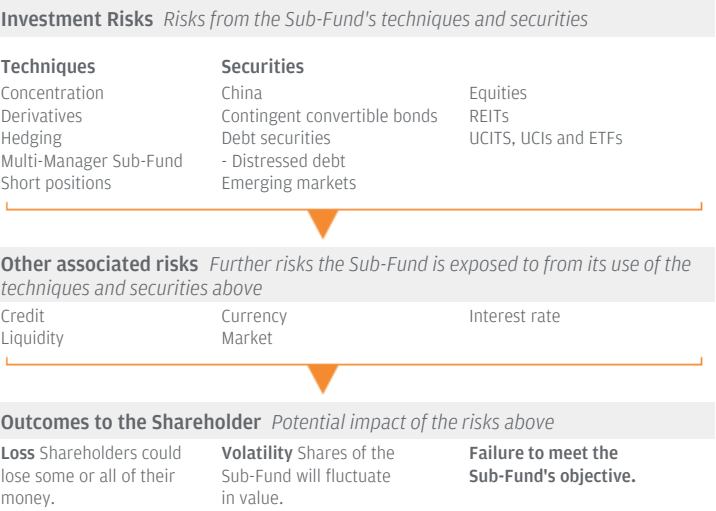 Investment Risks Risks from the Sub-Fund's techniques and securities
Techniques
Concentration
Derivatives
Hedging
Multi-Manager Sub-Fund
Short positions
Securities
China
Contingent convertible bonds
Debt securities
- Distressed debt
Emerging markets
Equities
REITs
UCITS, UCIs and ETFs
Other associated risks Further risks the Sub-Fund is exposed to from its use of the
techniques and securities above
Credit
Liquidity
Currency
Market
Interest rate
Outcomes to the Shareholder Potential impact of the risks above
Loss Shareholders could
lose some or all of their
money.
Volatility Shares of the
Sub-Fund will fluctuate
in value.
Failure to meet the
Sub-Fund's objective.